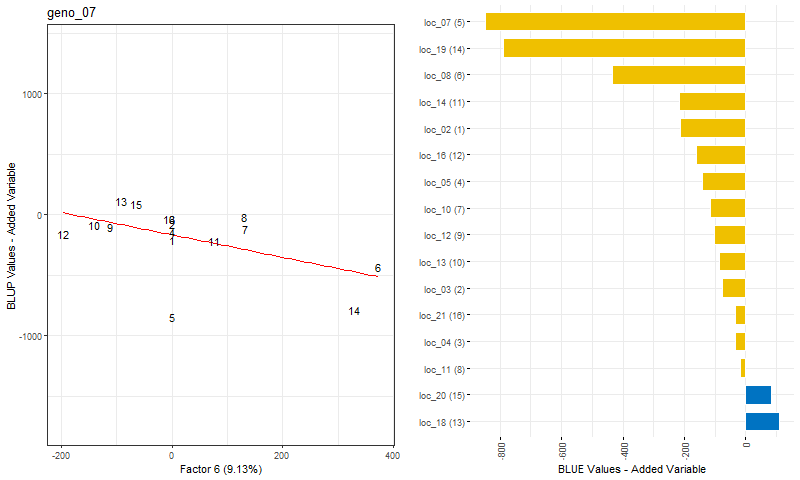 geno_07
BLUP Values - Added Variable
1000
0
-1000
13
15
10
11
12
8
7
2
4
1
11
6
14
5
-200
0
200
400
Factor 6 (9.13%)
loc_07 (5)
loc_19 (14)
loc_08 (6)
loc_14 (11)
loc_02 (1)
loc_16 (12)
loc_05 (4)
loc_10 (7)
loc_12 (9)
loc_13 (10)
loc_03 (2)
loc_21 (16)
loc_04 (3)
loc_11 (8)
loc_20 (15)
loc_18 (13)
-800
-600
-400
-200
0
BLUE Values - Added Variable